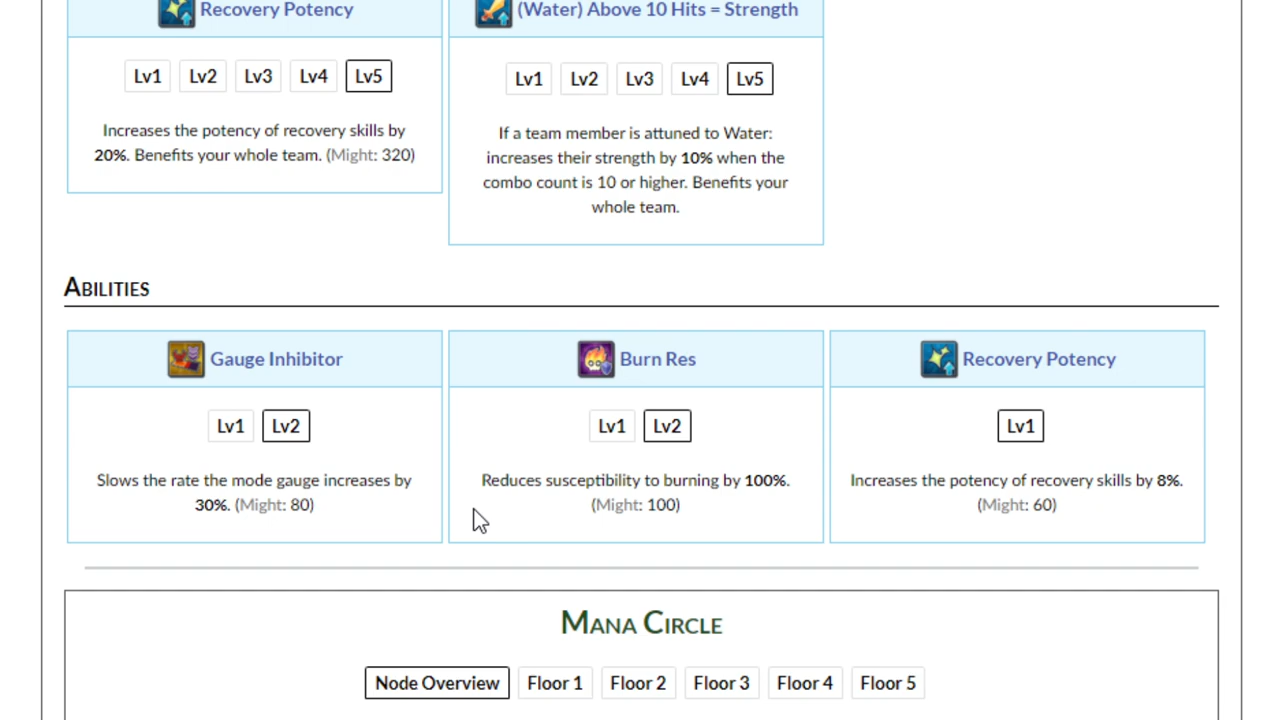 Recovery Potency
Lv1 Lv2 Lv3 Lv4 Lv5
Increases the potency of recovery skills by
20%. Benefits your whole team. (Might: 320)
(Water) Above 10 Hits = Strength
Lv1 Lv2 Lv3 Lv4 Lv5
If a team member is attuned to Water:
increases their strength by 10% when the
combo count is 10 or higher. Benefits your
whole team.
Abilities
Gauge Inhibitor
Lv1 Lv2
Slows the rate the mode gauge increases by
30%. (Might: 80)
Burn Res
Lv1 Lv2
Reduces susceptibility to burning by 100%.
(Might: 100)
Recovery Potency
Lv1
Increases the potency of recovery skills by 8%.
(Might: 60)
Mana Circle
Node Overview Floor 1 Floor 2 Floor 3 Floor 4 Floor 5